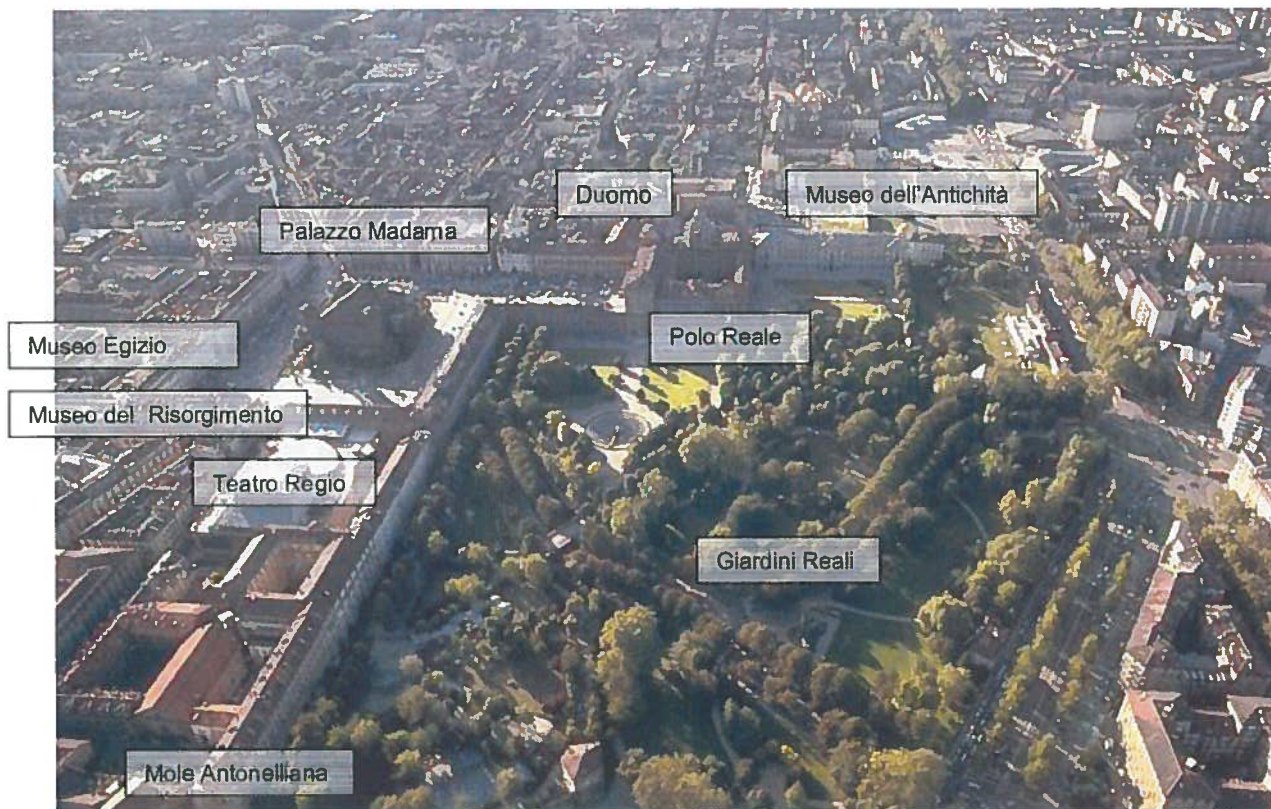 Duomo
Museo dell'Antichità
Palazzo Madama
Museo Egizio
Polo Reale
Museo del Risorgimento
Teatro Regio
Giardini Reali
Mole Antonelliana